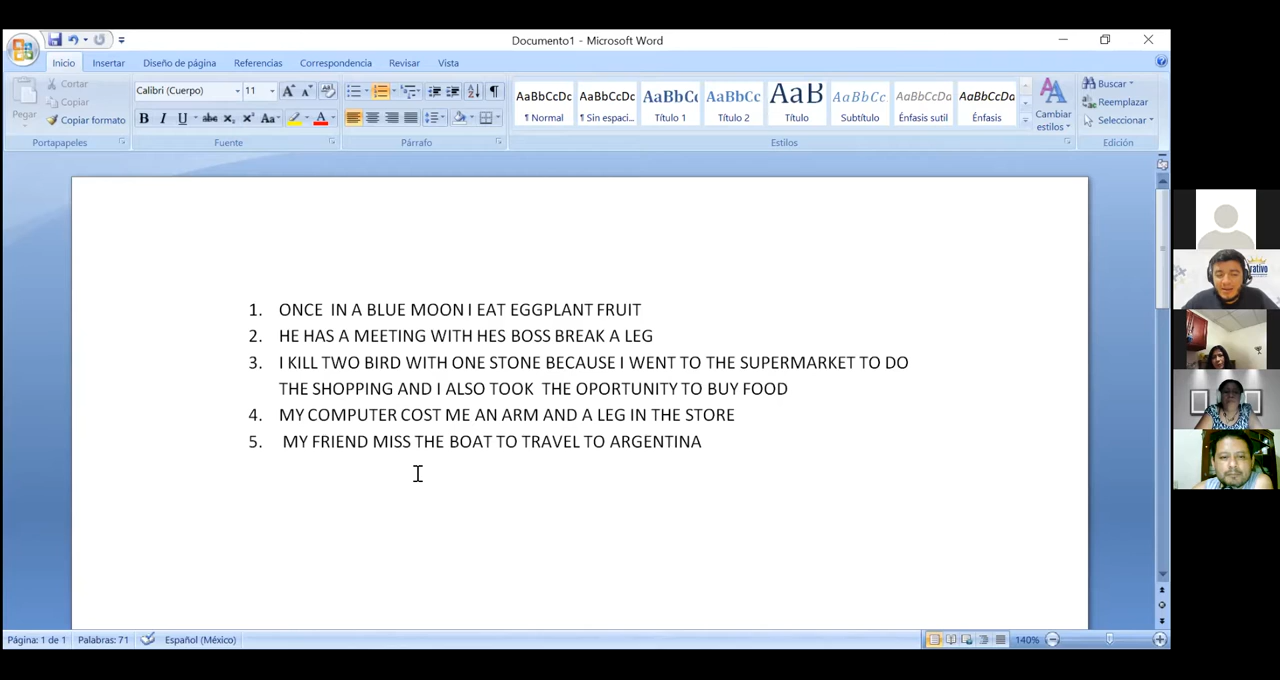 Documento1 - Microsoft Word
Inicio Insertar Diseño de página Referencias Correspondencia Revisar Vista
Pegar
Cortar
Copiar
Copiar formato
Portapapeles
Calibri (Cuerpo) 11
Fuente
Párrafo
AaBbCcDc AaBbCcDc AaBbC AaBbCc AaB AaBbCc. AaBbCcDc AaBbCcDc
¶ Normal ¶ Sin espaci... Título 1 Título 2 Título Subtítulo Énfasis sutil Énfasis
Estilos
Cambiar
estilos
Buscar
Reemplazar
Seleccionar
Edición
1. ONCE IN A BLUE MOON I EAT EGGPLANT FRUIT
2. HE HAS A MEETING WITH HES BOSS BREAK A LEG
3. I KILL TWO BIRD WITH ONE STONE BECAUSE I WENT TO THE SUPERMARKET TO DO
THE SHOPPING AND I ALSO TOOK THE OPORTUNITY TO BUY FOOD
4. MY COMPUTER COST ME AN ARM AND A LEG IN THE STORE
5. MY FRIEND MISS THE BOAT TO TRAVEL TO ARGENTINA
rativo
Página: 1 de 1 Palabras: 71 Español (México) 140%